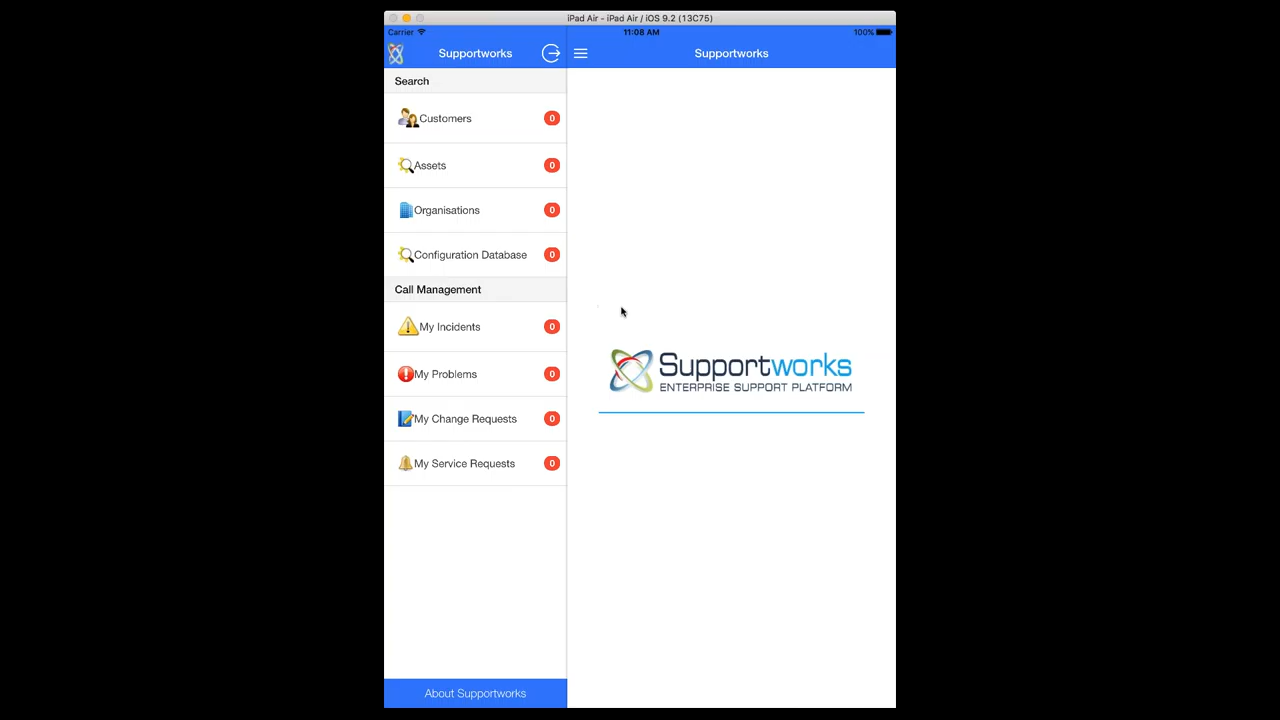 iPad Air - iPad Air / iOS 9.2 (13C75)
Carrier 11:08 AM 100%
Supportworks
Supportworks
Search
Customers 0
Assets 0
Organisations 0
Configuration Database 0
Call Management
My Incidents 0
My Problems 0
My Change Requests 0
My Service Requests 0
About Supportworks
Supportworks
ENTERPRISE SUPPORT PLATFORM